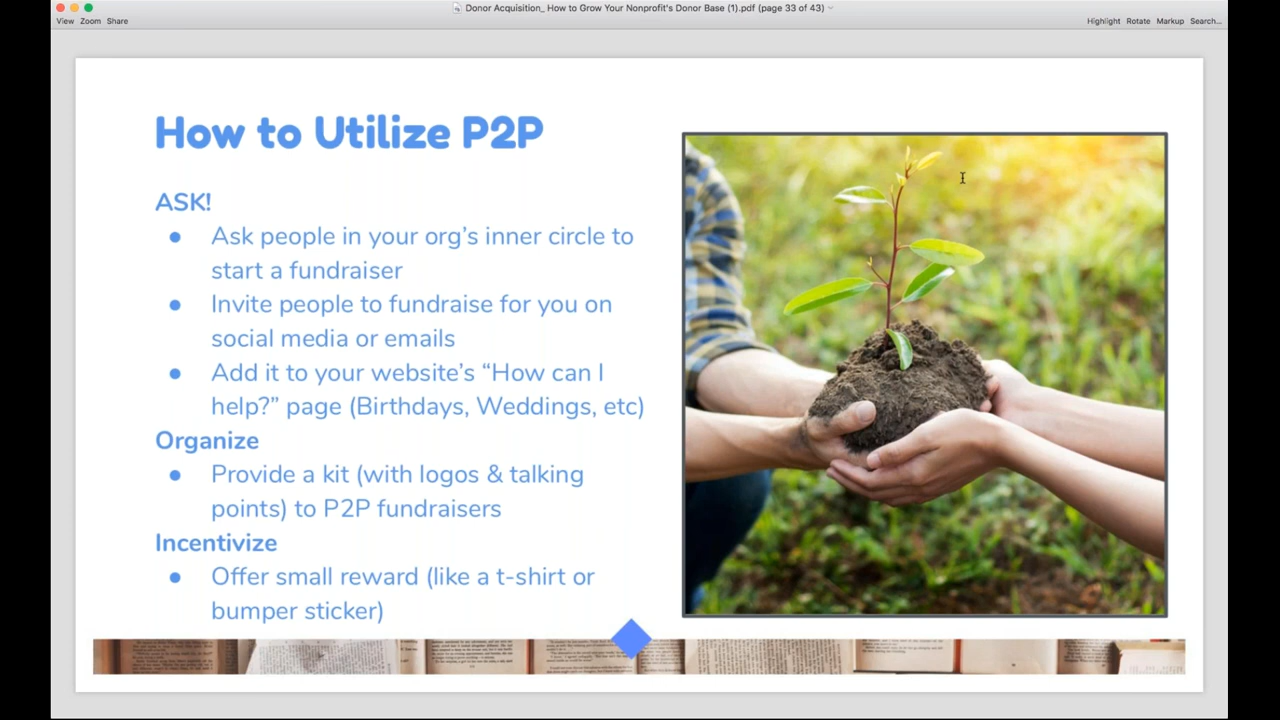 Donor Acquisition_ How to Grow Your Nonprofit's Donor Base (1).pdf (page 33 of 43)
View Zoom Share
Highlight Rotate Markup Search...
How to Utilize P2P
ASK!
● Ask people in your org's inner circle to
start a fundraiser
● Invite people to fundraise for you on
social media or emails
● Add it to your website's “How can I
help?” page (Birthdays, Weddings, etc)
Organize
● Provide a kit (with logos & talking
points) to P2P fundraisers
Incentivize
● Offer small reward (like a t-shirt or
bumper sticker)